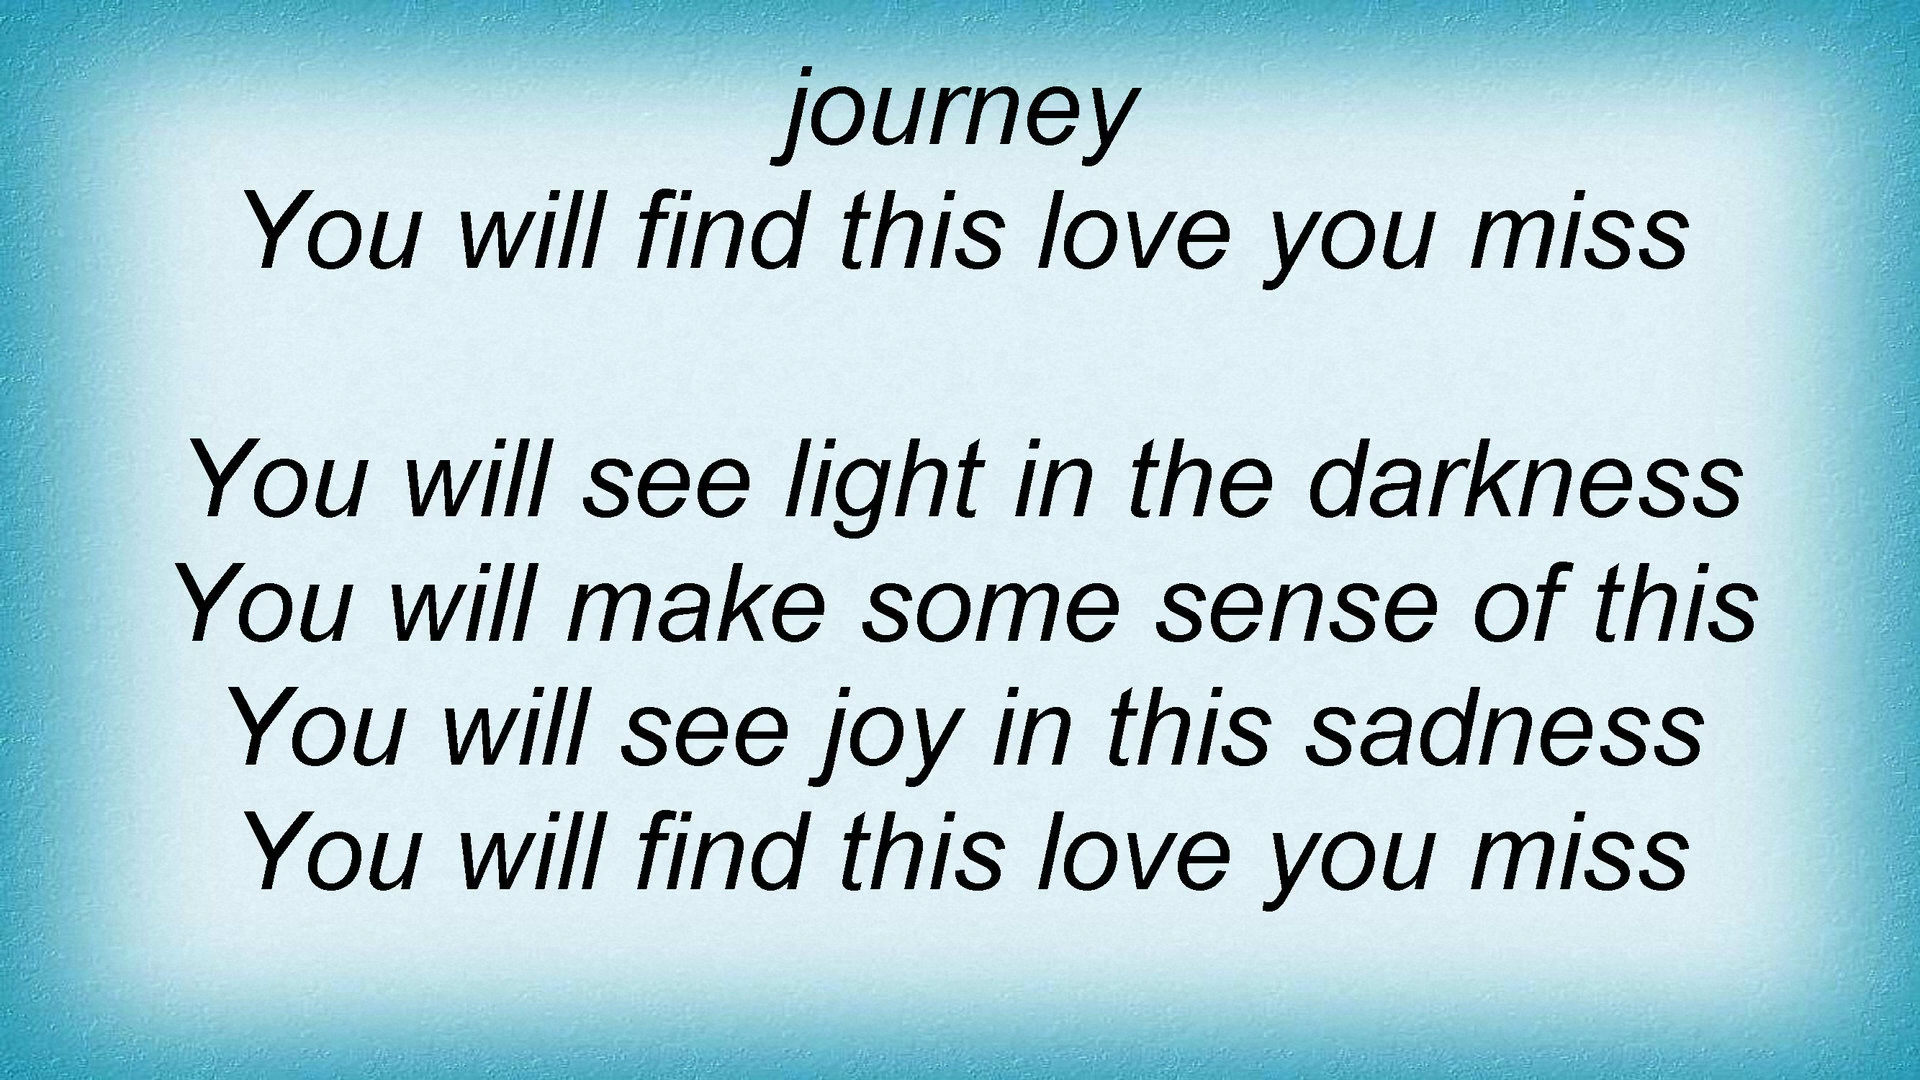 journey
You will find this love you miss
You will see light in the darkness
You will make some sense of this
You will see joy in this sadness
You will find this love you miss